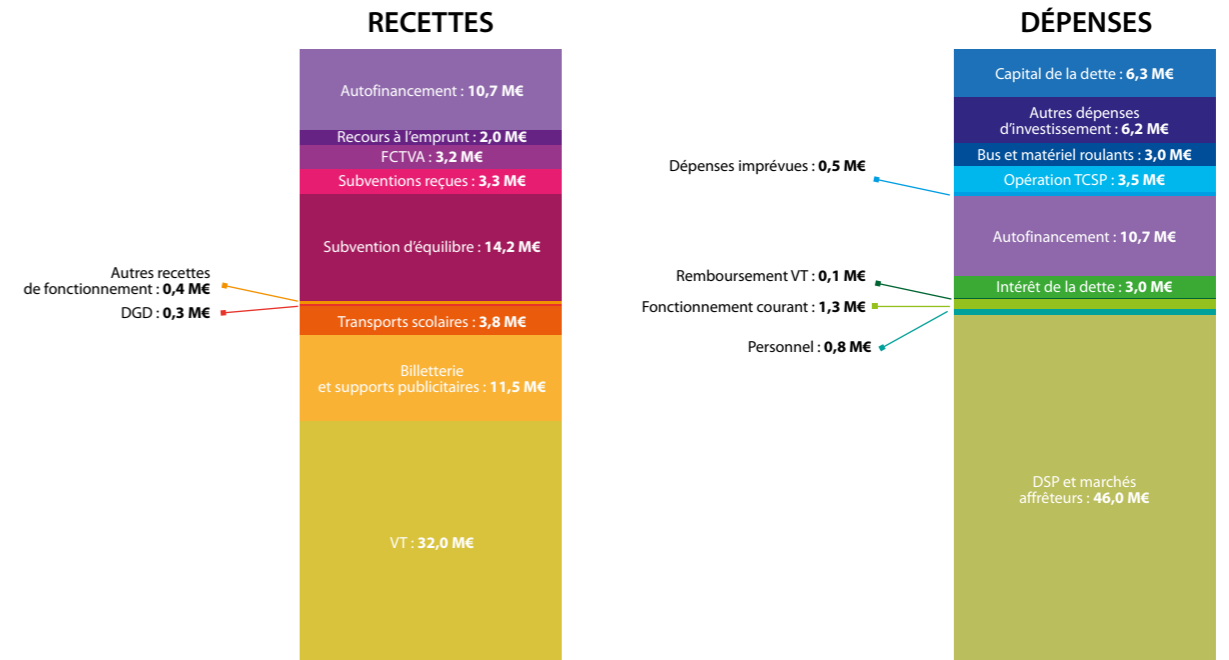 RECETTES
Autofinancement : 10,7 M€
Recours à l'emprunt : 2,0 M€
FCTVA : 3,2 M€
Subventions reçues : 3,3 M€
Subvention d'équilibre : 14,2 M€
Autres recettes
de fonctionnement : 0,4 M€
DGD : 0,3 M€
Transports scolaires : 3,8 M€
Billetterie
et supports publicitaires : 11,5 M€
VT : 32,0 M€
DÉPENSES
Capital de la dette : 6,3 M€
Autres dépenses
d'investissement : 6,2 M€
Bus et matériel roulants : 3,0 M€
Opération TCSP : 3,5 M€
Dépenses imprévues : 0,5 M€
Autofinancement : 10,7 M€
Intérêt de la dette : 3,0 M€
Remboursement VT : 0,1 M€
Fonctionnement courant : 1,3 M€
Personnel : 0,8 M€
DSP et marchés
affrêteurs : 46,0 M€